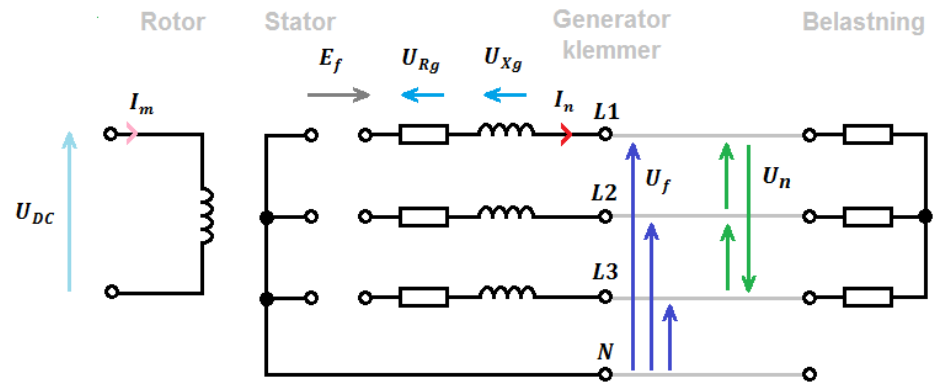 Rotor
Stator
Generator
klemmer
Belastning
E_f
U_Rg
U_Xg
I_m
I_n
L1
U_DC
L2
U_f
U_n
L3
N